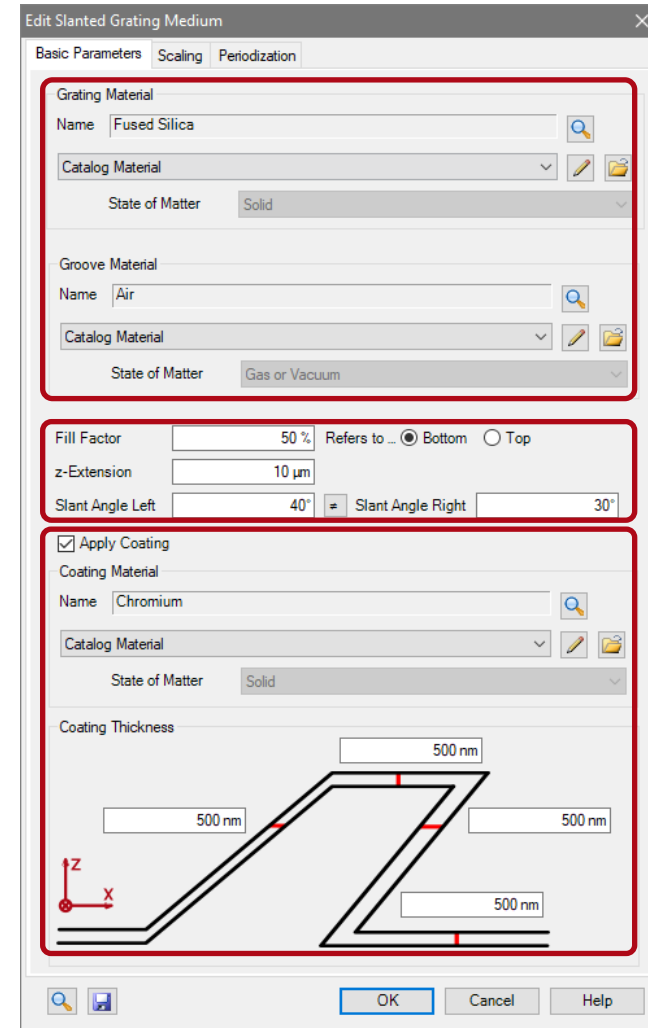 Edit Slanted Grating Medium
Basic Parameters Scaling Periodization
Grating Material
Name Fused Silica
Catalog Material
State of Matter Solid
Groove Material
Name Air
Catalog Material
State of Matter Gas or Vacuum
Fill Factor 50 % Refers to ... Bottom Top
z-Extension 10 µm
Slant Angle Left 40° ≠ Slant Angle Right 30°
Apply Coating
Coating Material
Name Chromium
Catalog Material
State of Matter Solid
Coating Thickness
500 nm
500 nm 500 nm
Z
X
500 nm
OK Cancel Help